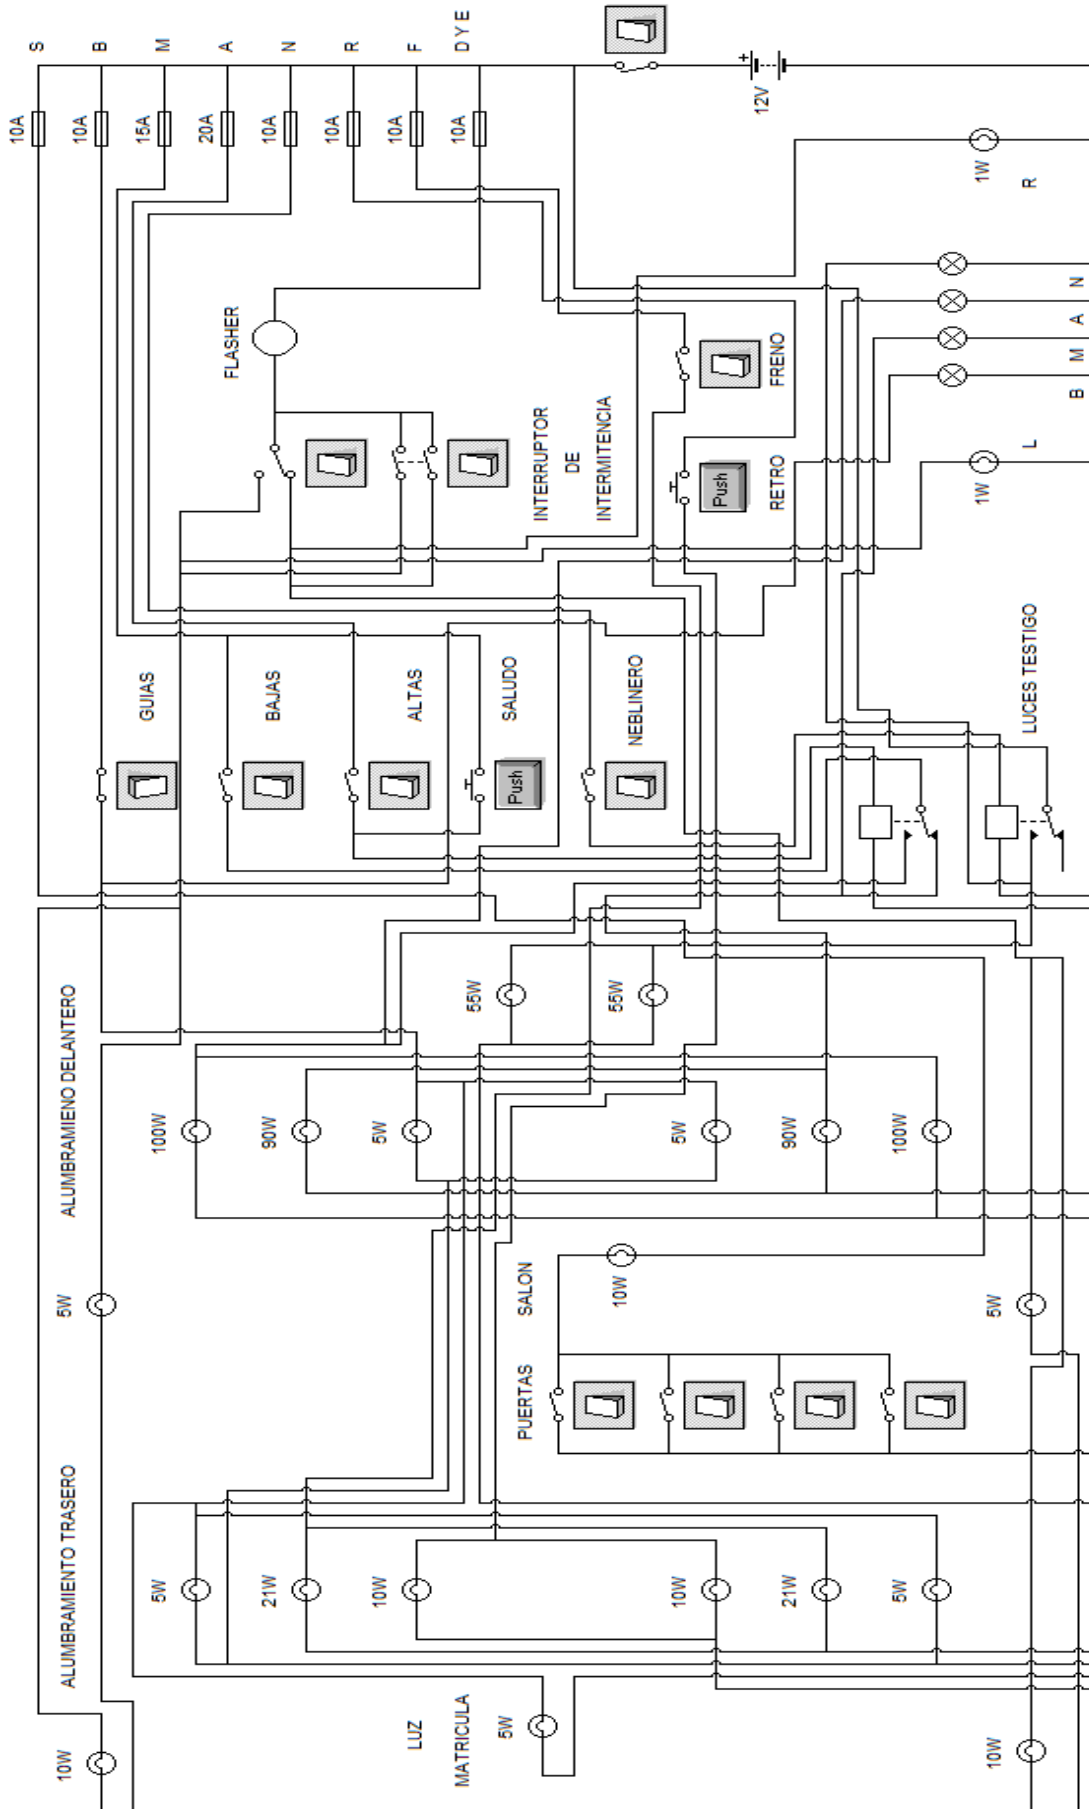 S
B
M
A
N
R
F
D Y E
10A
10A
15A
20A
10A
10A
10A
10A
12V
FLASHER
INTERRUPTOR
DE
INTERMITENCIA
FRENO
RETRO
Push
1W
R
N
A
M
B
L
1W
GUIAS
BAJAS
ALTAS
SALUDO
Push
NEBLINERO
LUCES TESTIGO
ALUMBRAMIENO DELANTERO
55W
55W
100W
90W
5W
5W
90W
100W
5W
SALON
10W
5W
PUERTAS
ALUMBRAMIENTO TRASERO
5W
21W
10W
10W
21W
5W
LUZ
MATRICULA
5W
10W
10W